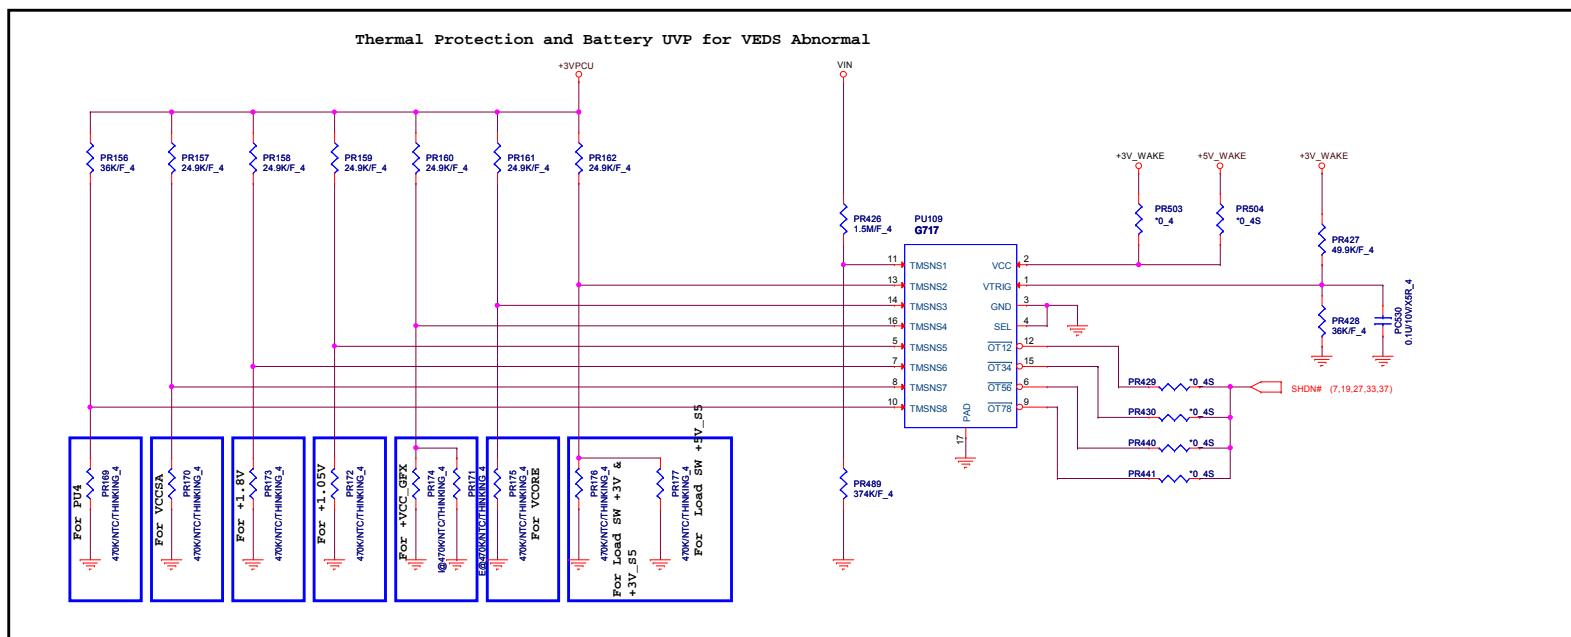 Thermal Protection and Battery UVP for VEDS Abnormal
+3VPCU
VIN
PR156
36K/F_4
PR157
24.9K/F_4
PR158
24.9K/F_4
PR159
24.9K/F_4
PR160
24.9K/F_4
PR161
24.9K/F_4
PR162
24.9K/F_4
+3V_WAKE
+5V_WAKE
+3V_WAKE
PR503
*0_4
PR504
*0_4S
PR426
1.5M/F_4
PU109
G717
PR427
49.9K/F_4
11
TMSNS1
13
TMSNS2
14
TMSNS3
16
TMSNS4
5
TMSNS5
7
TMSNS6
8
TMSNS7
10
TMSNS8
VCC
2
VTRIG
1
GND
3
SEL
4
OT12
12
OT34
15
OT56
6
OT78
9
PAD
17
PR428
36K/F_4
PC530
0.1U/10V/X5R_4
PR429
*0_4S
PR430
*0_4S
PR440
*0_4S
PR441
*0_4S
SHDN# (7,19,27,33,37)
PR489
374K/F_4
For PU4
PR169
470K/NTC/THINKING_4
For VCCSA
PR170
470K/NTC/THINKING_4
For +1.8V
PR173
470K/NTC/THINKING_4
For +1.05V
PR172
470K/NTC/THINKING_4
For +VCC_GFX
PR174
I@470K/NTC/THINKING_4
PR171
E@470K/NTC/THINKING_4
PR175
470K/NTC/THINKING_4
For VCORE
PR176
470K/NTC/THINKING_4
For Load SW +3V &
+3V_S5
PR177
470K/NTC/THINKING_4
For Load SW +5V_S5